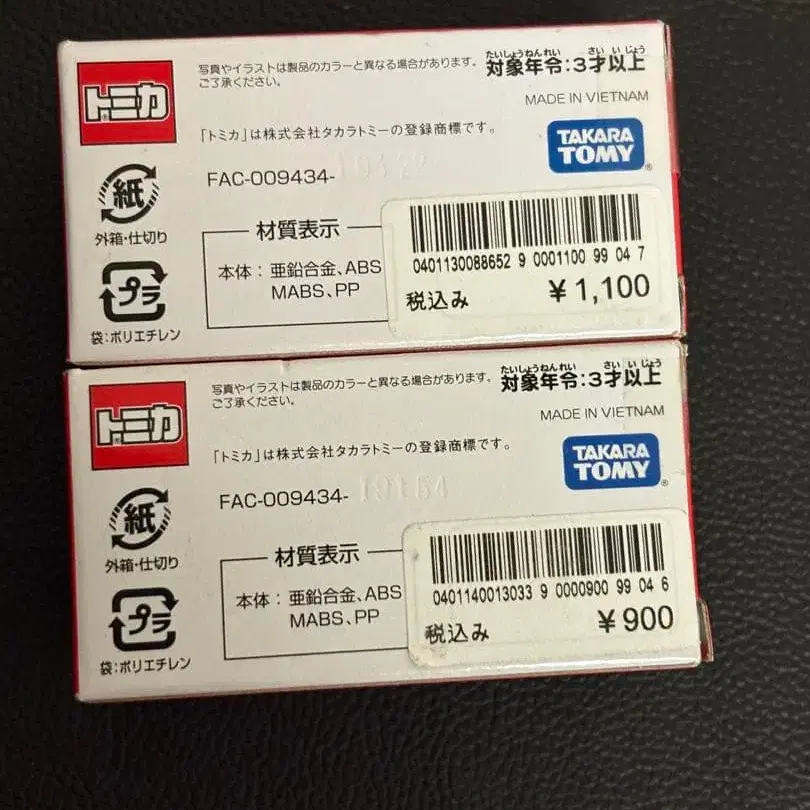 トミカ
写真やイラストは製品のカラーと異なる場合があります。
ご了承ください。
たいしょうねんれい さいいじょう
対象年令:3才以上
MADE IN VIETNAM
「トミカ」は株式会社タカラトミーの登録商標です。
TAKARA
TOMY®
紙
FAC-009434-
外箱・仕切り
材質表示
本体：亜鉛合金、ABS
MABS、PP
プラ
袋：ポリエチレン
0401130088652 9 0001100 99 04 7
税込み ¥1,100
トミカ
写真やイラストは製品のカラーと異なる場合があります。
ご了承ください。
たいしょうねんれい さいいじょう
対象年令:3才以上
MADE IN VIETNAM
「トミカ」は株式会社タカラトミーの登録商標です。
TAKARA
TOMY®
紙
FAC-009434-
外箱・仕切り
材質表示
本体：亜鉛合金、ABS
MABS、PP
プラ
袋：ポリエチレン
0401140013033 9 0000900 99 04 6
税込み ¥900